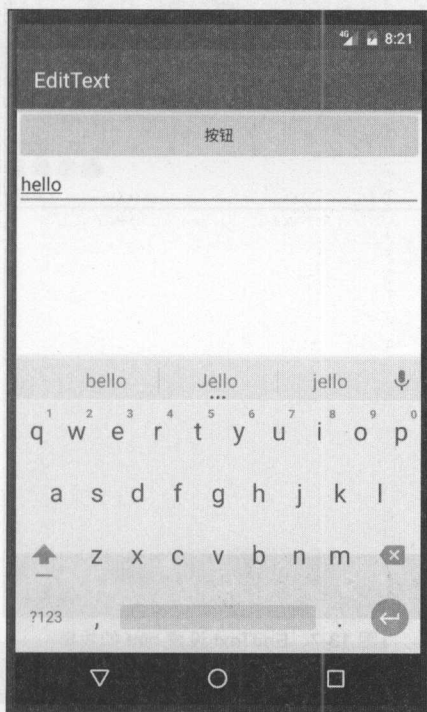 4G 8:21
EditText
按钮
hello
bello Jello jello
1 2 3 4 5 6 7 8 9 0
q w e r t y u i o p
a s d f g h j k l
z x c v b n m
?123 , .